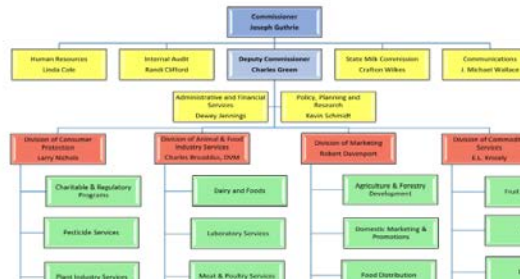 Commissioner
Joseph Guthrie
Human Resources
Linda Cole
Internal Audit
Randi Clifford
Deputy Commissioner
Charles Green
State Milk Commission
Crafton Wilkes
Communications
J. Michael Wallace
Administrative and Financial
Services
Dewey Jennings
Policy, Planning and
Research
Kevin Schmidt
Division of Consumer
Protection
Larry Nichols
Division of Animal & Food
Industry Services
Charles Broaddus, DVM
Division of Marketing
Robert Davenport
Division of Commod
Services
Charitable & Regulatory
Programs
Dairy and Foods
Agriculture & Forestry
Development
Fruit
Pesticide Services
Laboratory Services
Domestic Marketing &
Promotions
Plant Industry Services
Meat & Poultry Services
Food Distribution